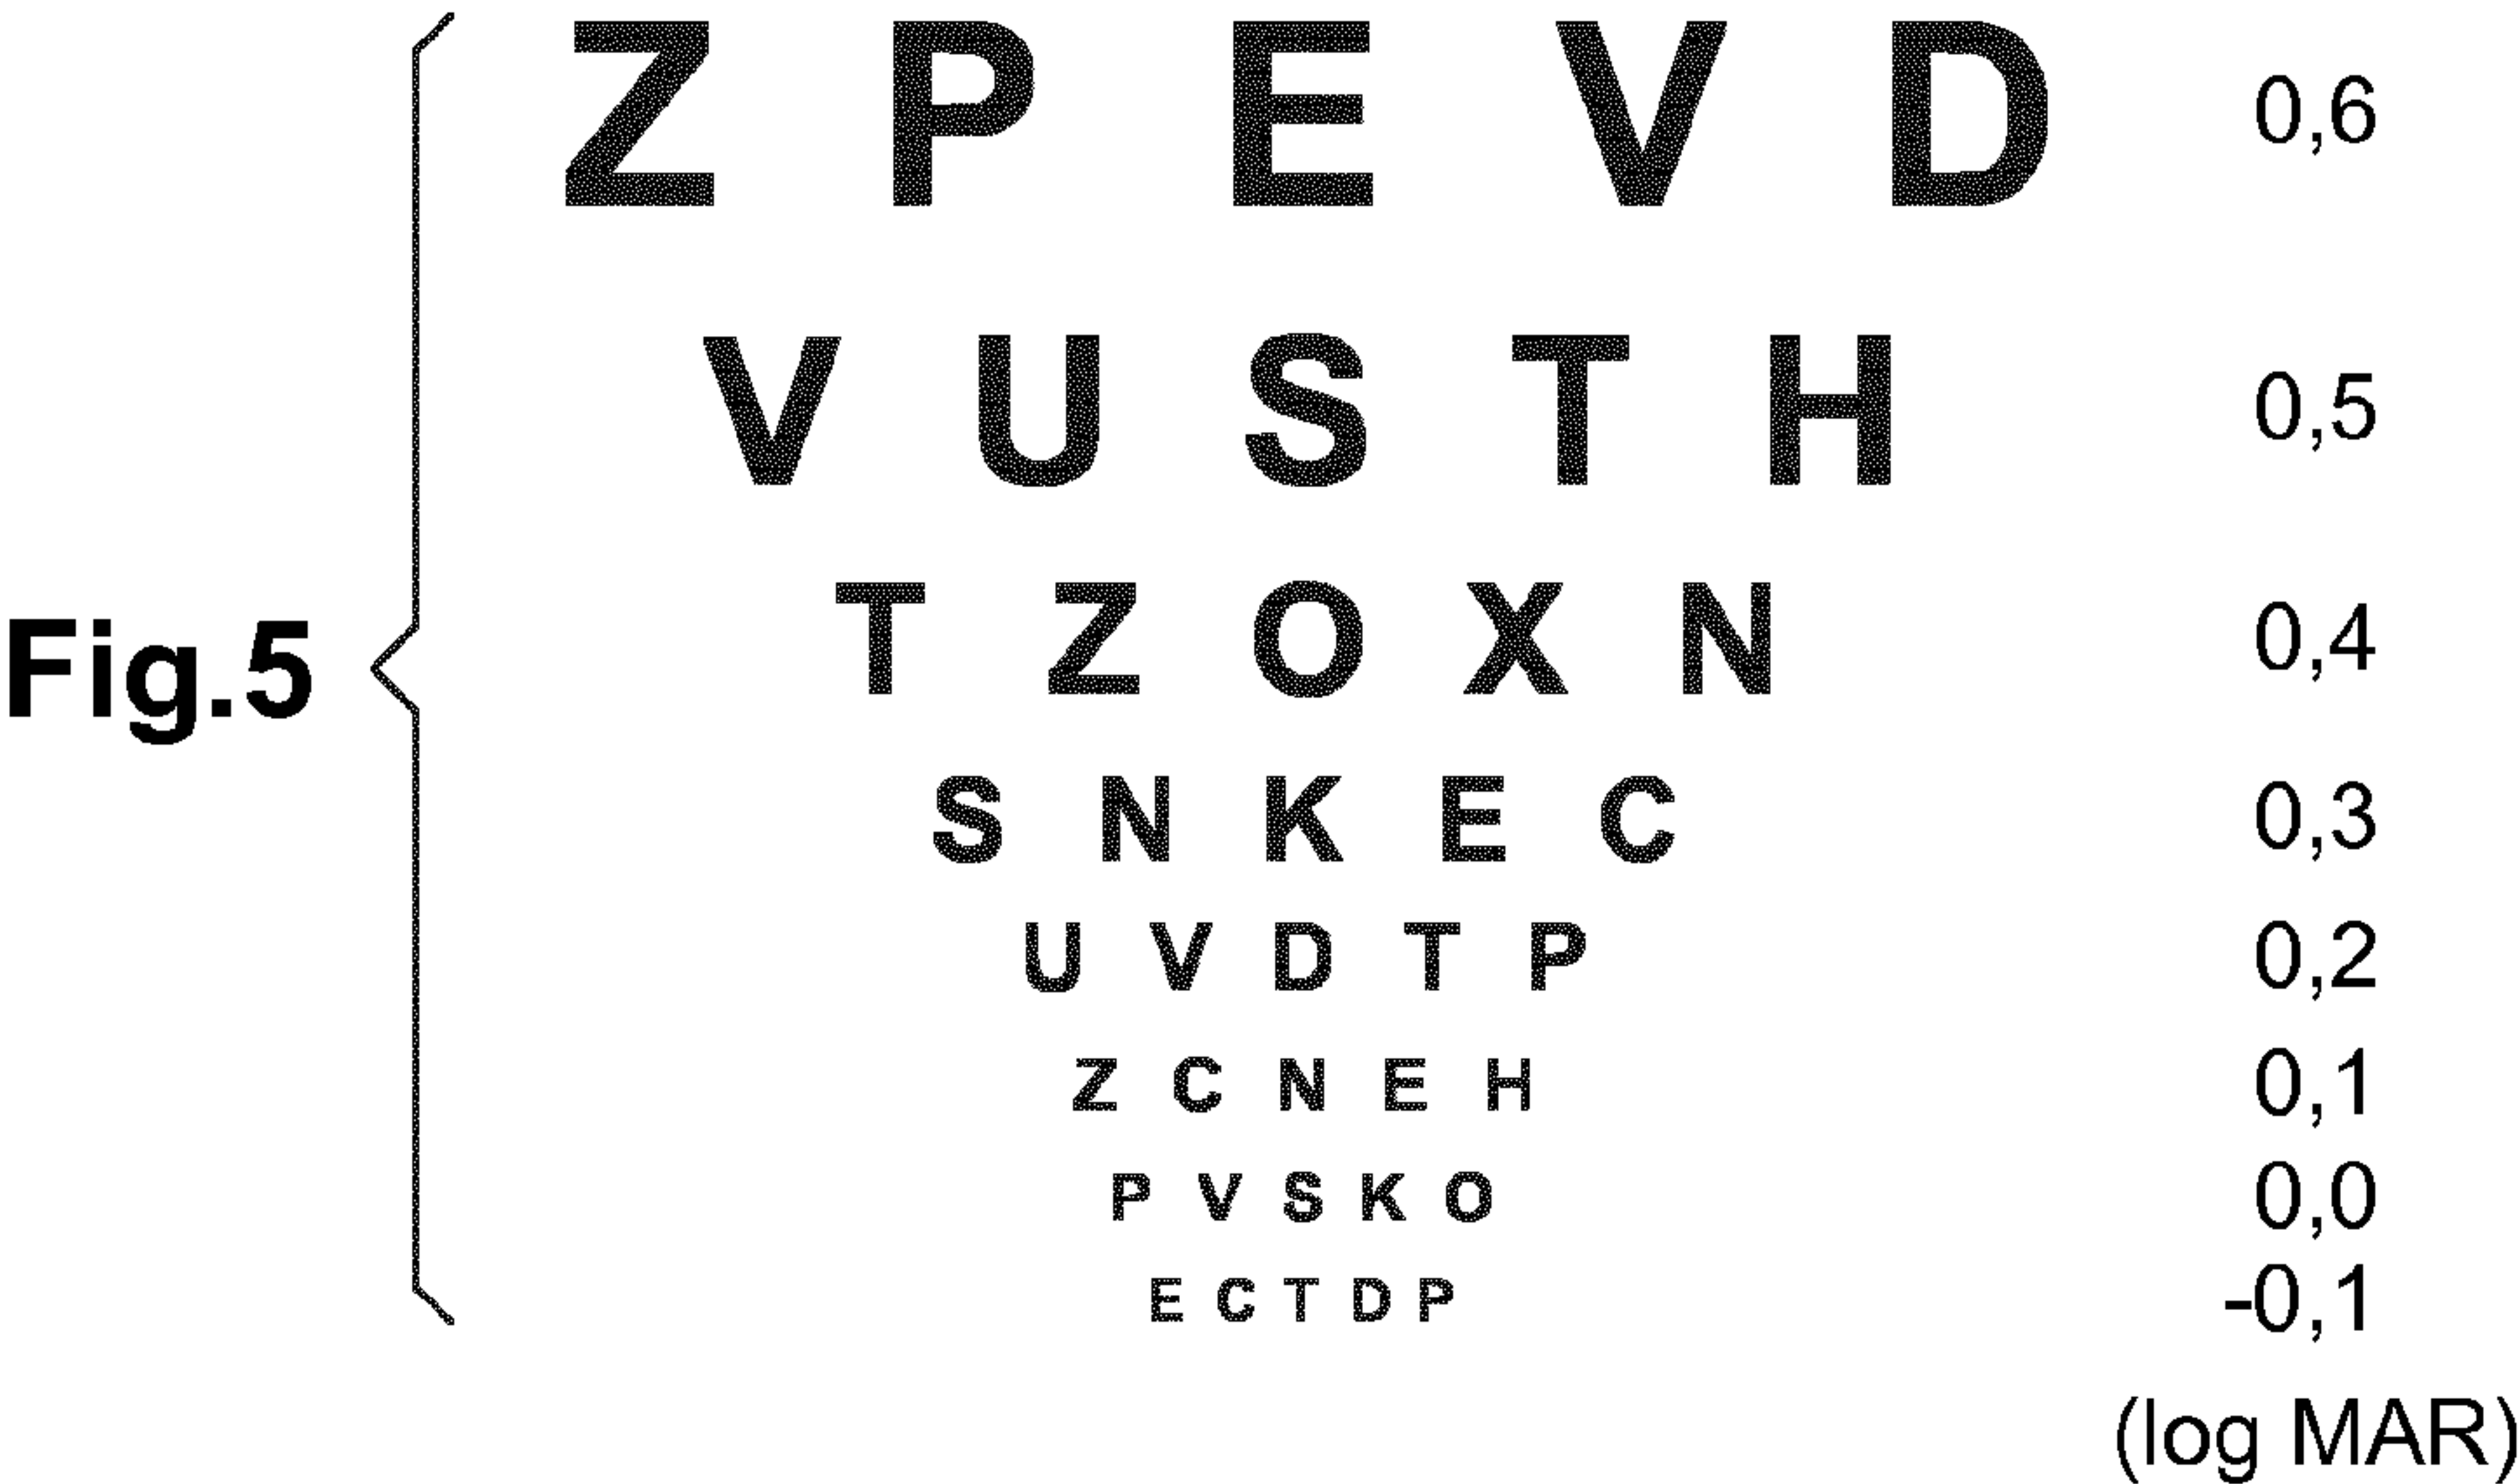 Z P E V D 0,6
V U S T H 0,5
T Z O X N 0,4
Fig.5
S N K E C 0,3
U V D T P 0,2
Z C N E H 0,1
P V S K O 0,0
E C T D P -0,1
(log MAR)